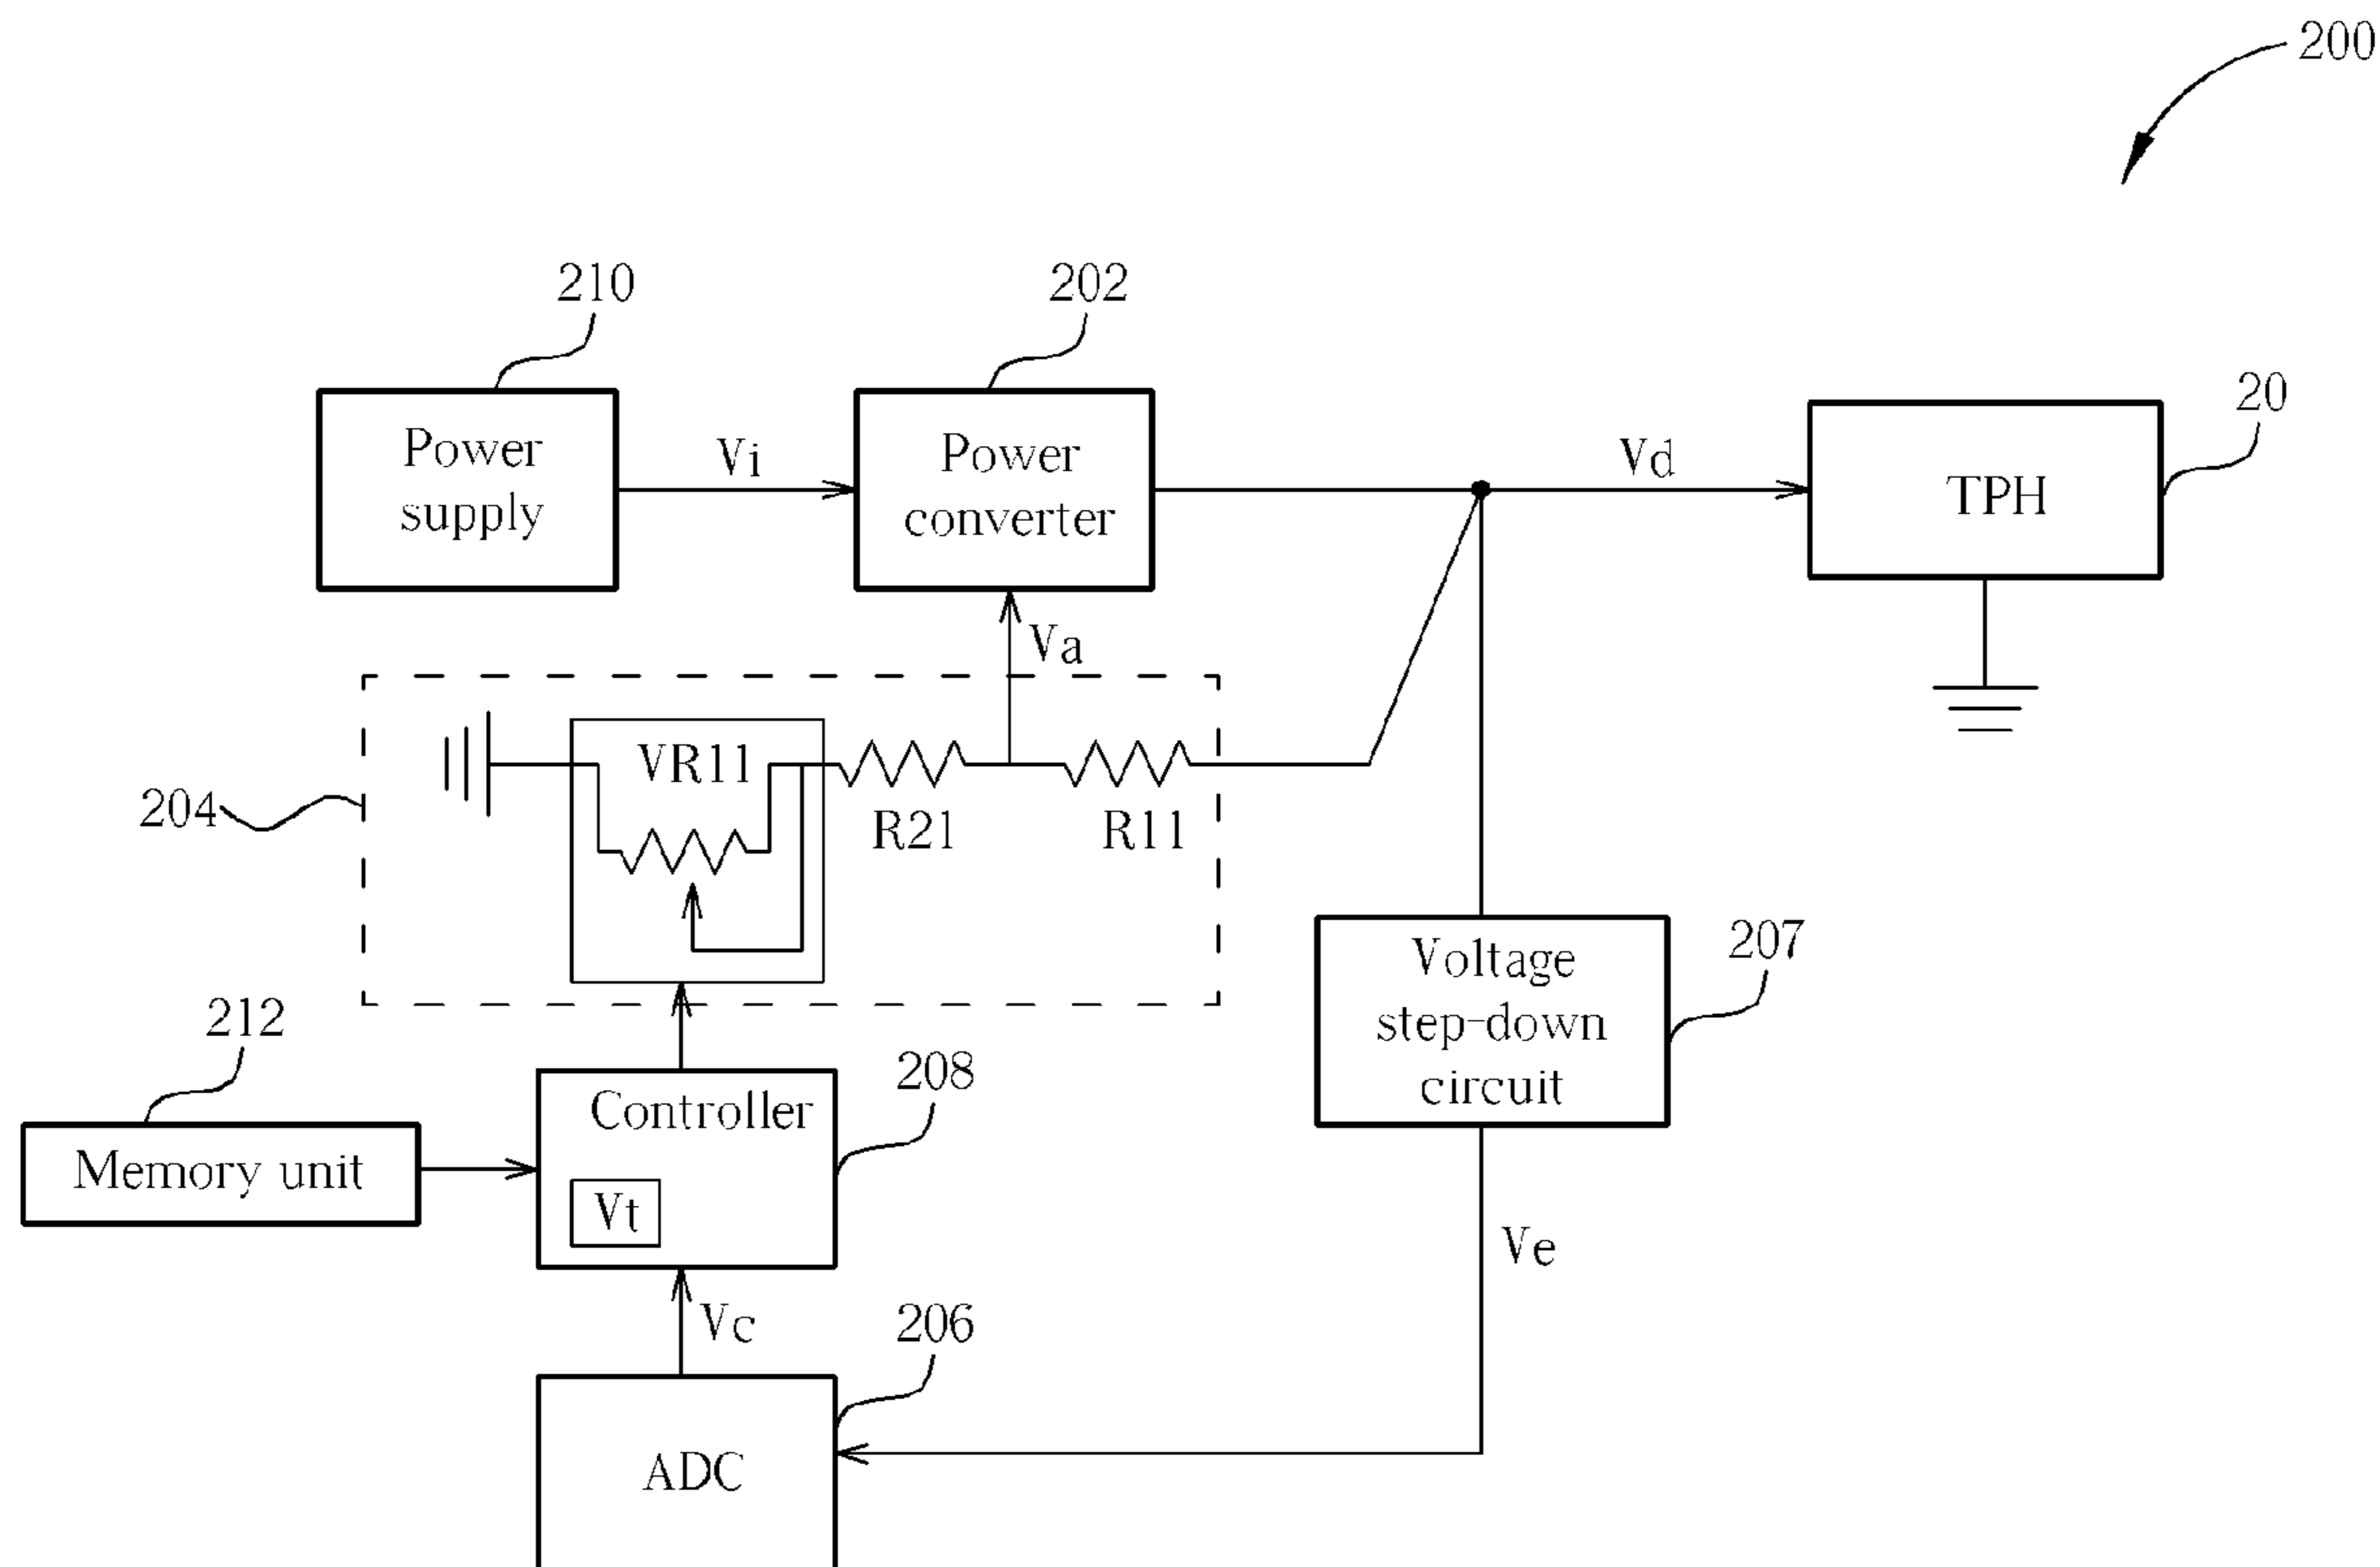 200
210
202
20
Power
supply
Vi
Power
converter
Vd
TPH
Va
204
VR11
R21
R11
207
Voltage
step-down
circuit
212
208
Memory unit
Controller
Vt
Ve
Vc
206
ADC